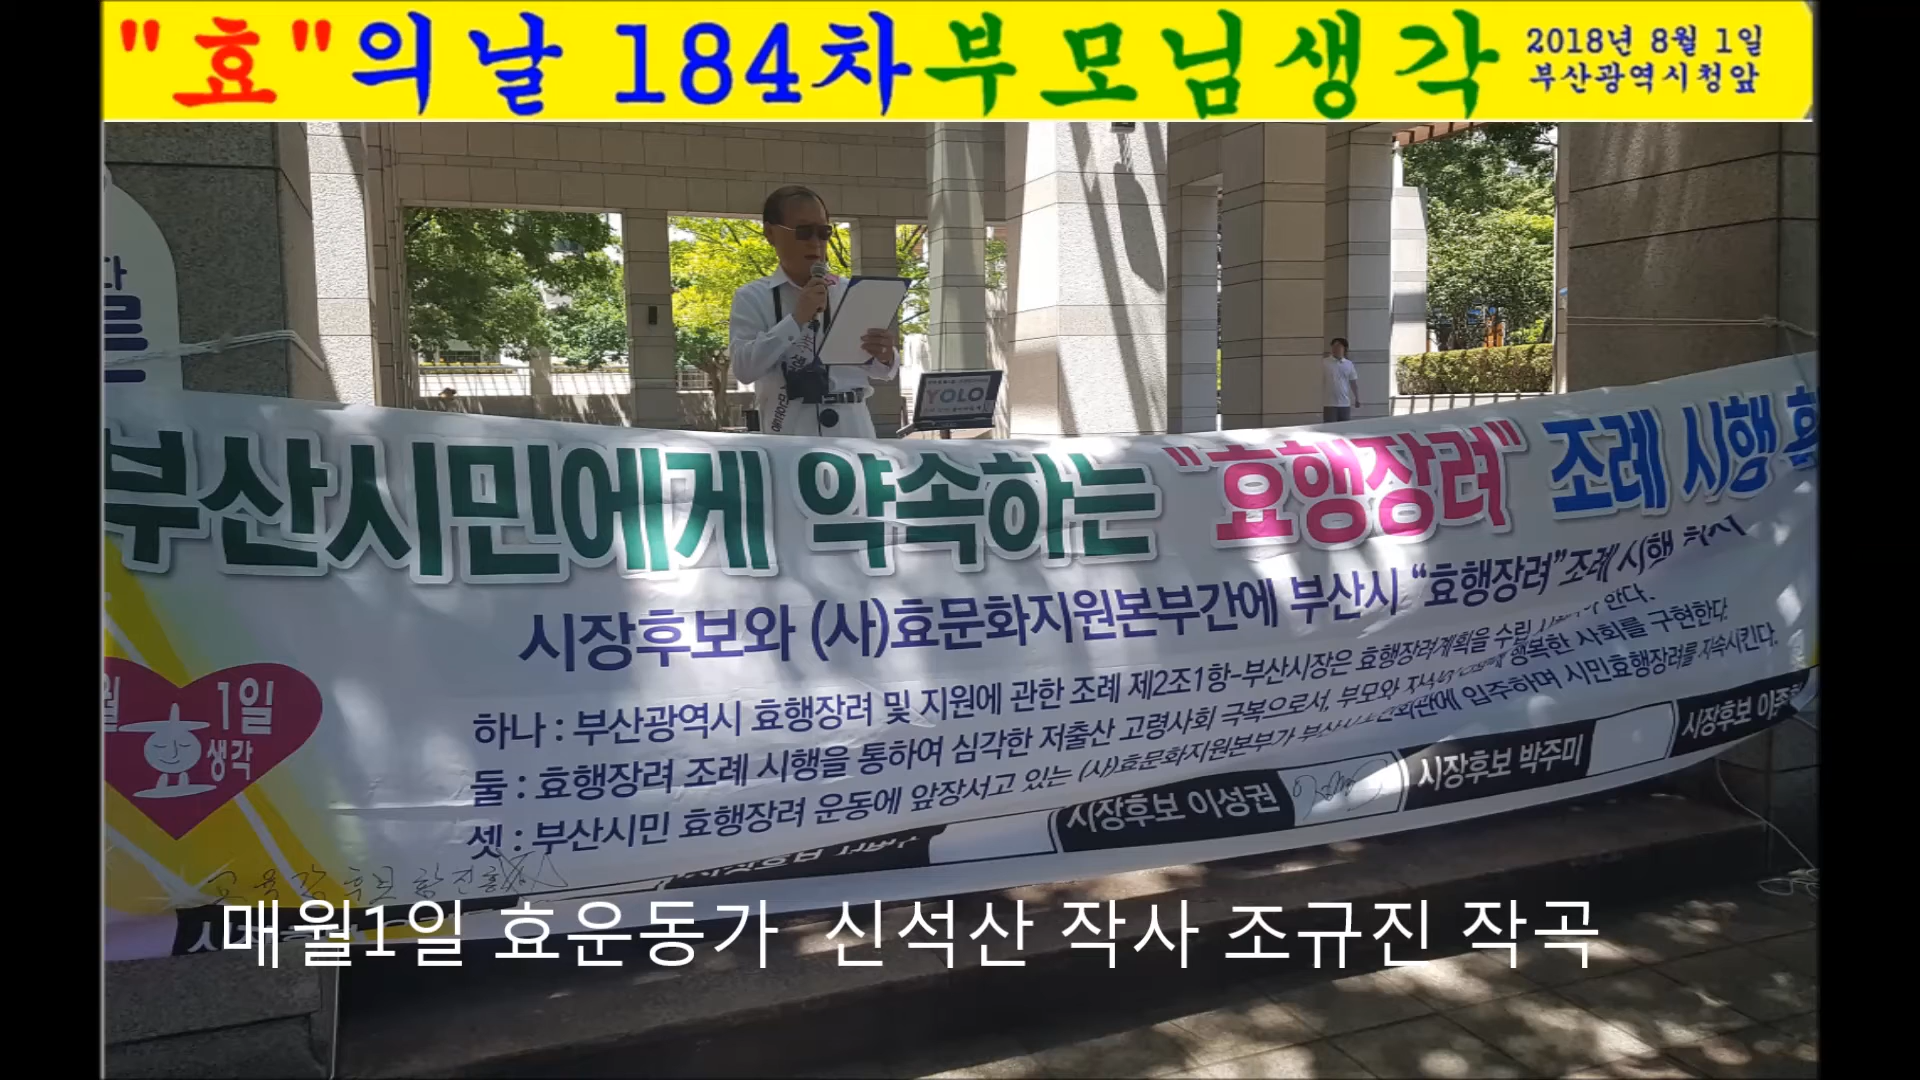 "효"의날 184차부모님생각
2018년 8월 1일
부산광역시청앞
YOLO
부산시민에게 약속하는 "효행장려" 조례 시행
시장후보와 (사)효문화지원본부간에 부산시 “효행장려”조례 시행
하나 : 부산광역시 효행장려 및 지원에 관한 조례 제2조1항-부산시장은 효행장려계획을 수립
둘 : 효행장려 조례 시행을 통하여 심각한 저출산 고령사회 극복으로서, 부모와 행복한 사회를 구현한다.
셋 : 부산시민 효행장려 운동에 앞장서고 있는 (사)효문화지원본부가 입주하며 시민효행장려를 지속시킨다.
월 1일
효 생각
시장후보 이성권
시장후보 박주미
시장후보
매월1일 효운동가 신석산 작사 조규진 작곡